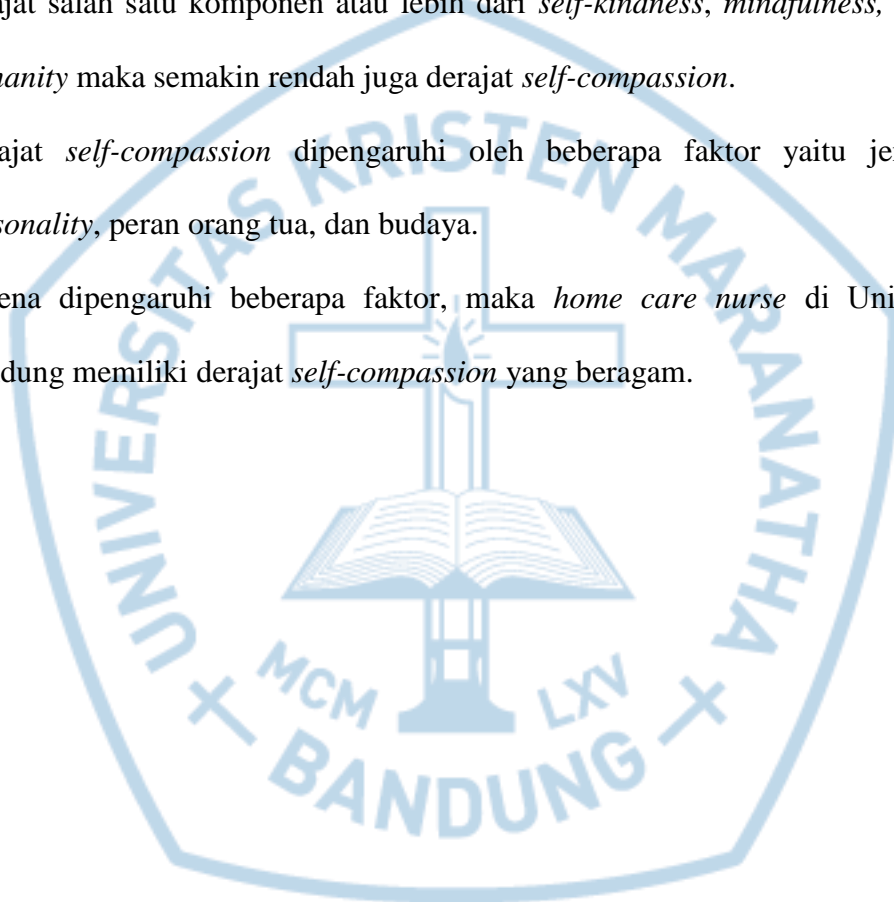 ajat salah satu komponen atau lebih dari self-kindness, mindfulness,
manity maka semakin rendah juga derajat self-compassion.
ajat self-compassion dipengaruhi oleh beberapa faktor yaitu je
sonality, peran orang tua, dan budaya.
ena dipengaruhi beberapa faktor, maka home care nurse di Uni
dung memiliki derajat self-compassion yang beragam.
UNIVERSITAS KRISTEN MARANATHA
MCM LXV
BANDUNG